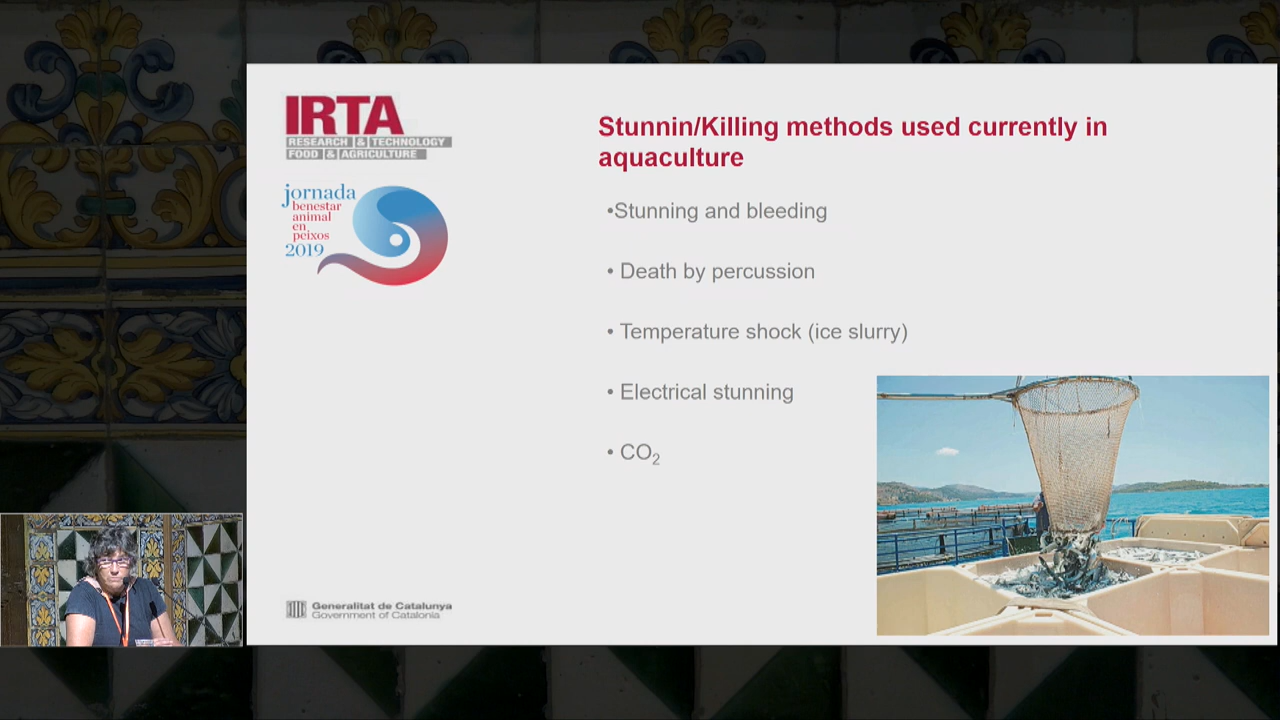 IRTA
RESEARCH & TECHNOLOGY
FOOD & AGRICULTURE
jornada
benestar
animal
en
peixos
2019
Stunnin/Killing methods used currently in
aquaculture
•Stunning and bleeding
• Death by percussion
• Temperature shock (ice slurry)
• Electrical stunning
• CO₂
Generalitat de Catalunya
Government of Catalonia